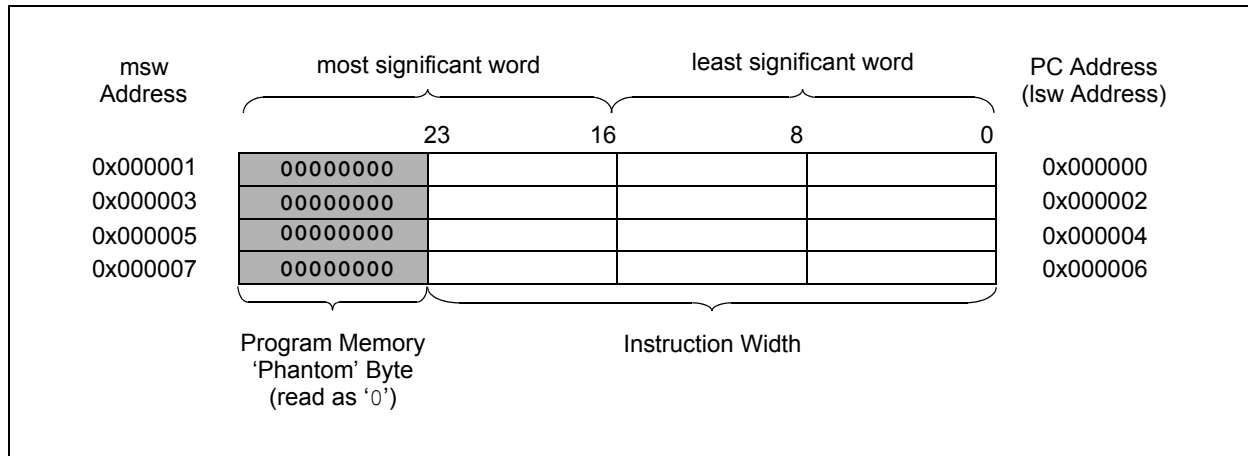 msw
Address
most significant word
least significant word
PC Address
(lsw Address)
23
16
8
0
0x000001
00000000
0x000000
0x000003
00000000
0x000002
0x000005
00000000
0x000004
0x000007
00000000
0x000006
Program Memory
‘Phantom’ Byte
(read as ‘0’)
Instruction Width